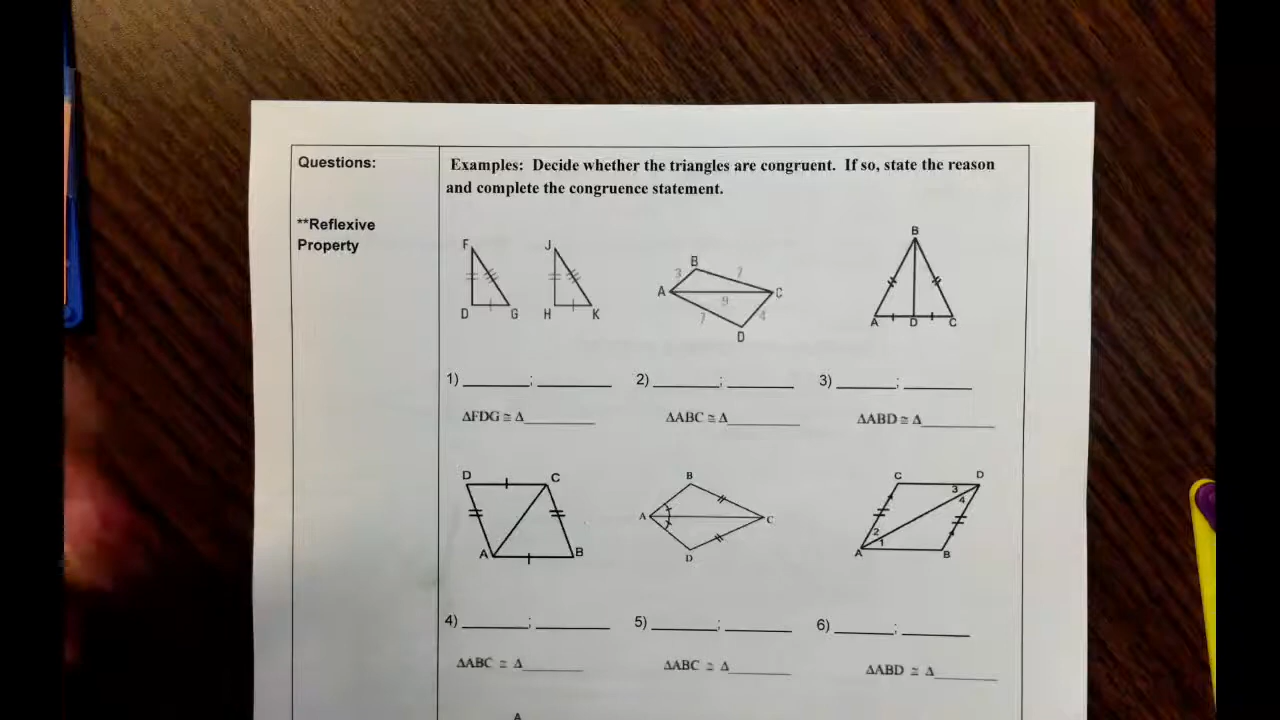 Questions:
**Reflexive
Property
Examples: Decide whether the triangles are congruent. If so, state the reason
and complete the congruence statement.
F
D
G
J
H
K
B
3
7
A
9
C
7
4
D
B
A
D
C
1) ________; ________
2) ________; ________
3) ________; ________
ΔFDG ≅ Δ________
ΔABC ≅ Δ________
ΔABD ≅ Δ________
D
C
A
B
B
A
C
D
C
D
3
4
2
1
A
B
4) ________; ________
5) ________; ________
6) ________; ________
ΔABC ≅ Δ________
ΔABC ≅ Δ________
ΔABD ≅ Δ________
A